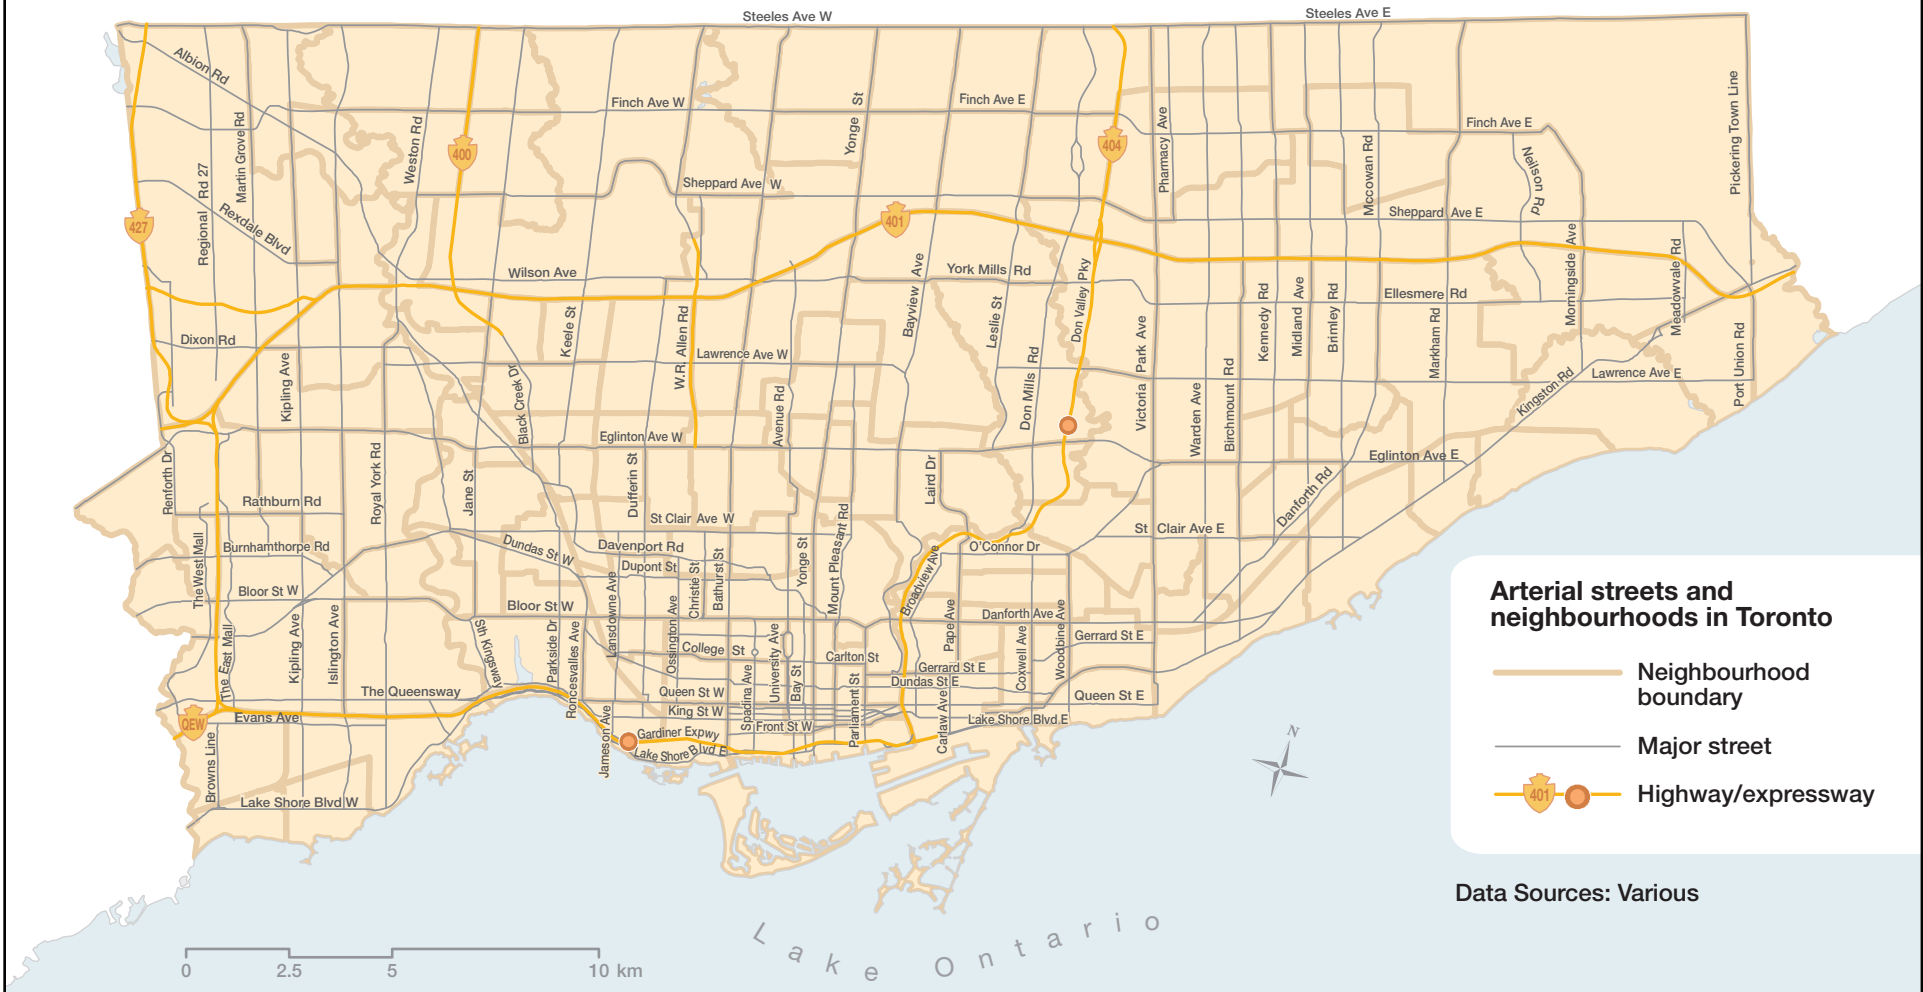 Steeles Ave W
Steeles Ave E
Albion Rd
Finch Ave W
Yonge St
Finch Ave E
Finch Ave E
Pickering Town Line
Martin Grove Rd
Weston Rd
400
404
Pharmacy Ave
Mccowan Rd
Neilson Rd
Regional Rd 27
Sheppard Ave W
Sheppard Ave E
427
Rexdale Blvd
401
Wilson Ave
York Mills Rd
Bayview Ave
Leslie St
Don Valley Pky
Ellesmere Rd
Morningside Ave
Meadowvale Rd
Kennedy Rd
Midland Ave
Brimley Rd
Markham Rd
Port Union Rd
Dixon Rd
Kipling Ave
Keele St
W.R. Allen Rd
Lawrence Ave W
Don Mills Rd
Victoria Park Ave
Warden Ave
Birchmount Rd
Kingston Rd
Lawrence Ave E
Black Creek Dr
Avenue Rd
Eglinton Ave W
Eglinton Ave E
Renforth Dr
Royal York Rd
Jane St
Dufferin St
Laird Dr
Danforth Rd
Rathburn Rd
St Clair Ave W
Mount Pleasant Rd
St Clair Ave E
The West Mall
Burnhamthorpe Rd
Dundas St W
Davenport Rd
Yonge St
O'Connor Dr
Dupont St
Christie St
Bathurst St
Broadview Ave
Bloor St W
Bloor St W
Lansdowne Ave
Danforth Ave
Pape Ave
Woodbine Ave
Gerrard St E
Kipling Ave
Islington Ave
The East Mall
Sth Kingsway
Parkside Dr
Roncesvalles Ave
Ossington Ave
College St
University Ave
Carlton St
Gerrard St E
Coxwell Ave
Dundas St E
The Queensway
Queen St W
Spadina Ave
Bay St
Parliament St
Queen St E
QEW
Evans Ave
King St W
Front St W
Carlaw Ave
Lake Shore Blvd E
Jameson Ave
Gardiner Expwy
Lake Shore Blvd E
Browns Line
Lake Shore Blvd W
N
Lake Ontario
0 2.5 5 10 km
Arterial streets and
neighbourhoods in Toronto
Neighbourhood
boundary
Major street
401
Highway/expressway
Data Sources: Various